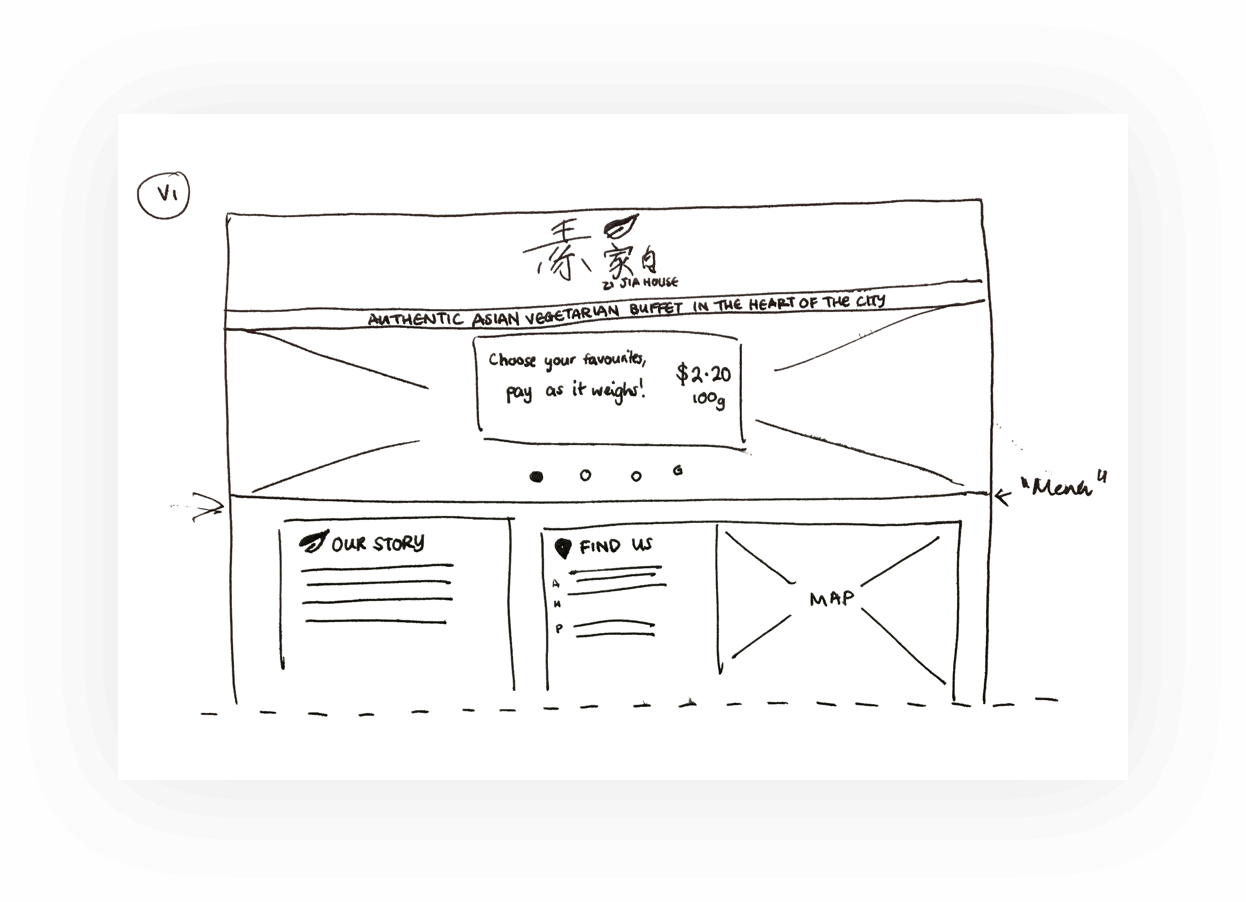 V1
素家自
ZI JIA HOUSE
AUTHENTIC ASIAN VEGETARIAN BUFFET IN THE HEART OF THE CITY
Choose your favourites,
pay as it weighs!
$2.20
100g
"Menu"
OUR STORY
FIND US
A
H
P
MAP